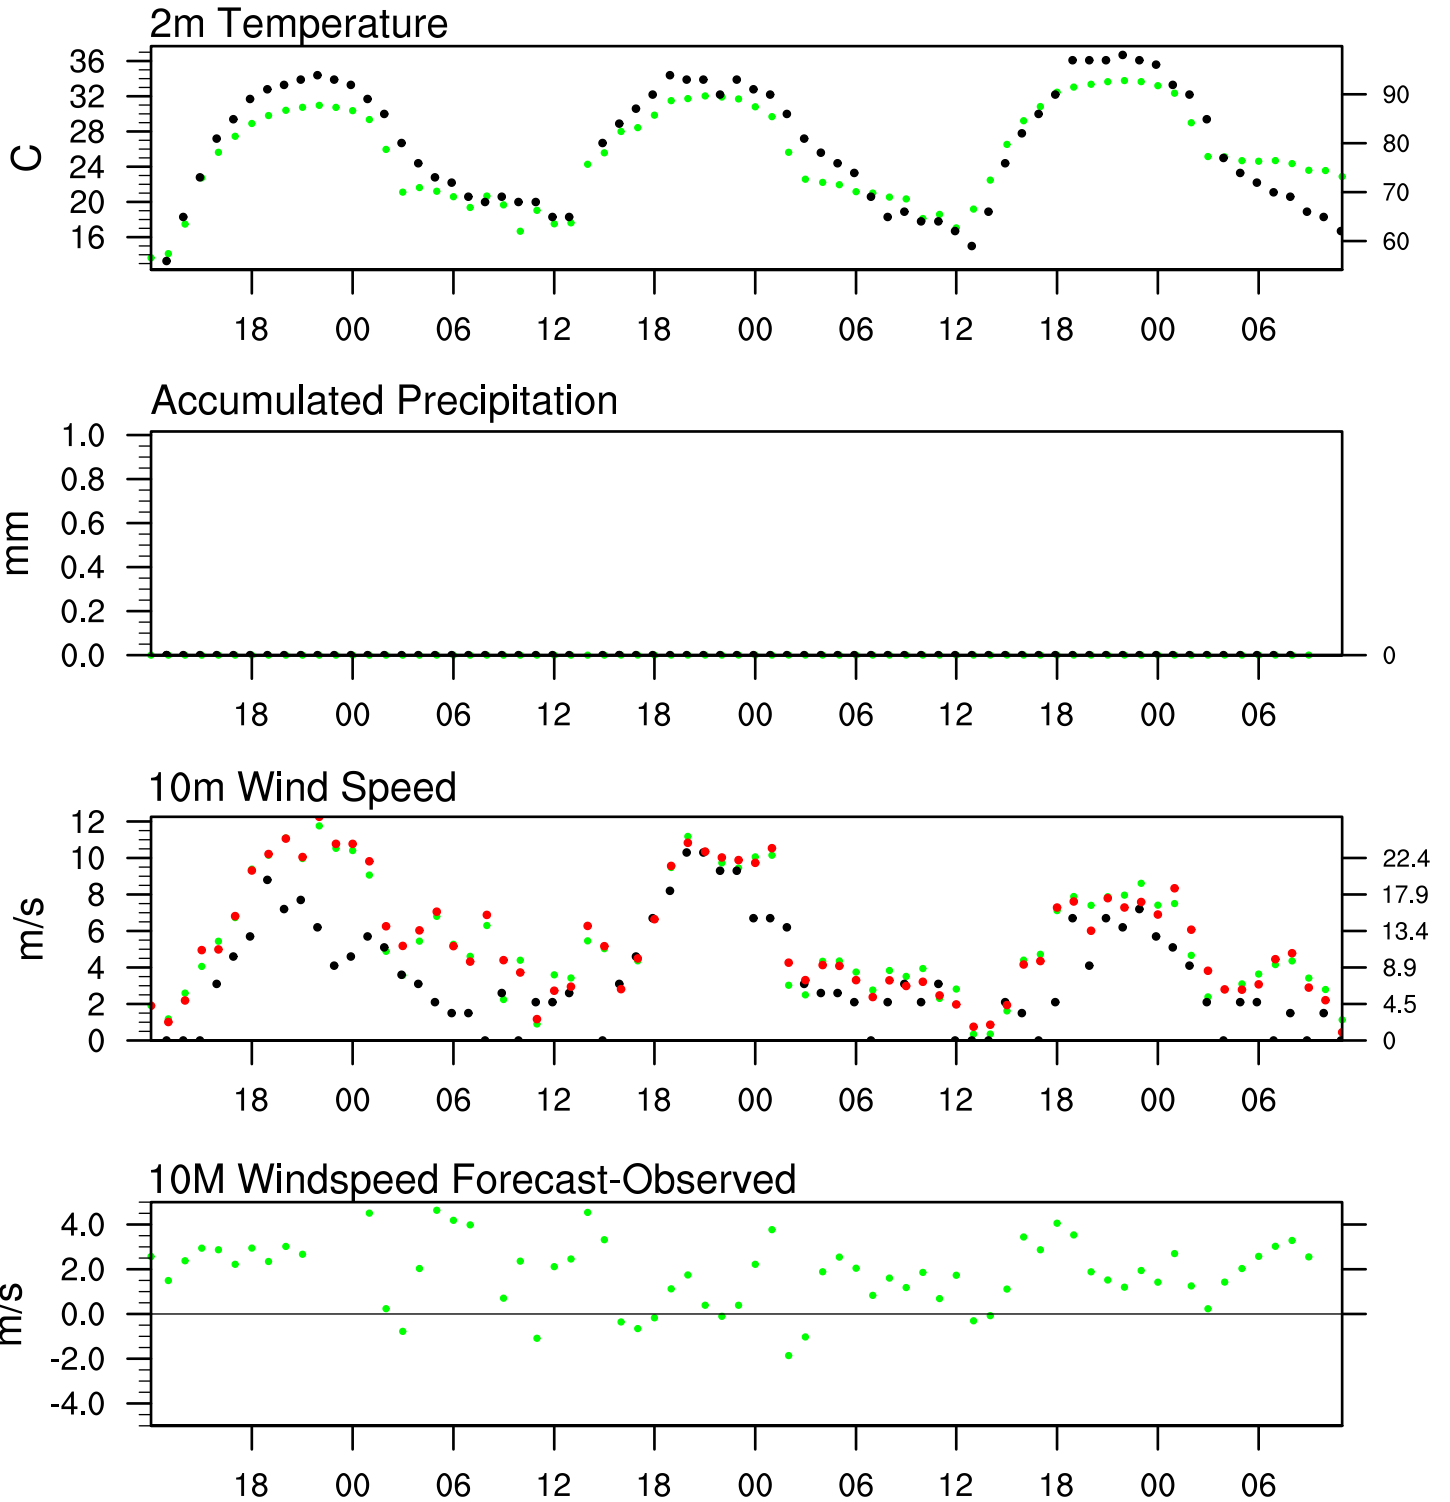 2m Temperature
36
32
28
24
20
16
C
90
80
70
60
18 00 06 12 18 00 06 12 18 00 06
Accumulated Precipitation
1.0
0.8
0.6
0.4
0.2
0.0
mm
0
18 00 06 12 18 00 06 12 18 00 06
10m Wind Speed
12
10
8
6
4
2
0
m/s
22.4
17.9
13.4
8.9
4.5
0
18 00 06 12 18 00 06 12 18 00 06
10M Windspeed Forecast-Observed
4.0
2.0
0.0
-2.0
-4.0
m/s
18 00 06 12 18 00 06 12 18 00 06